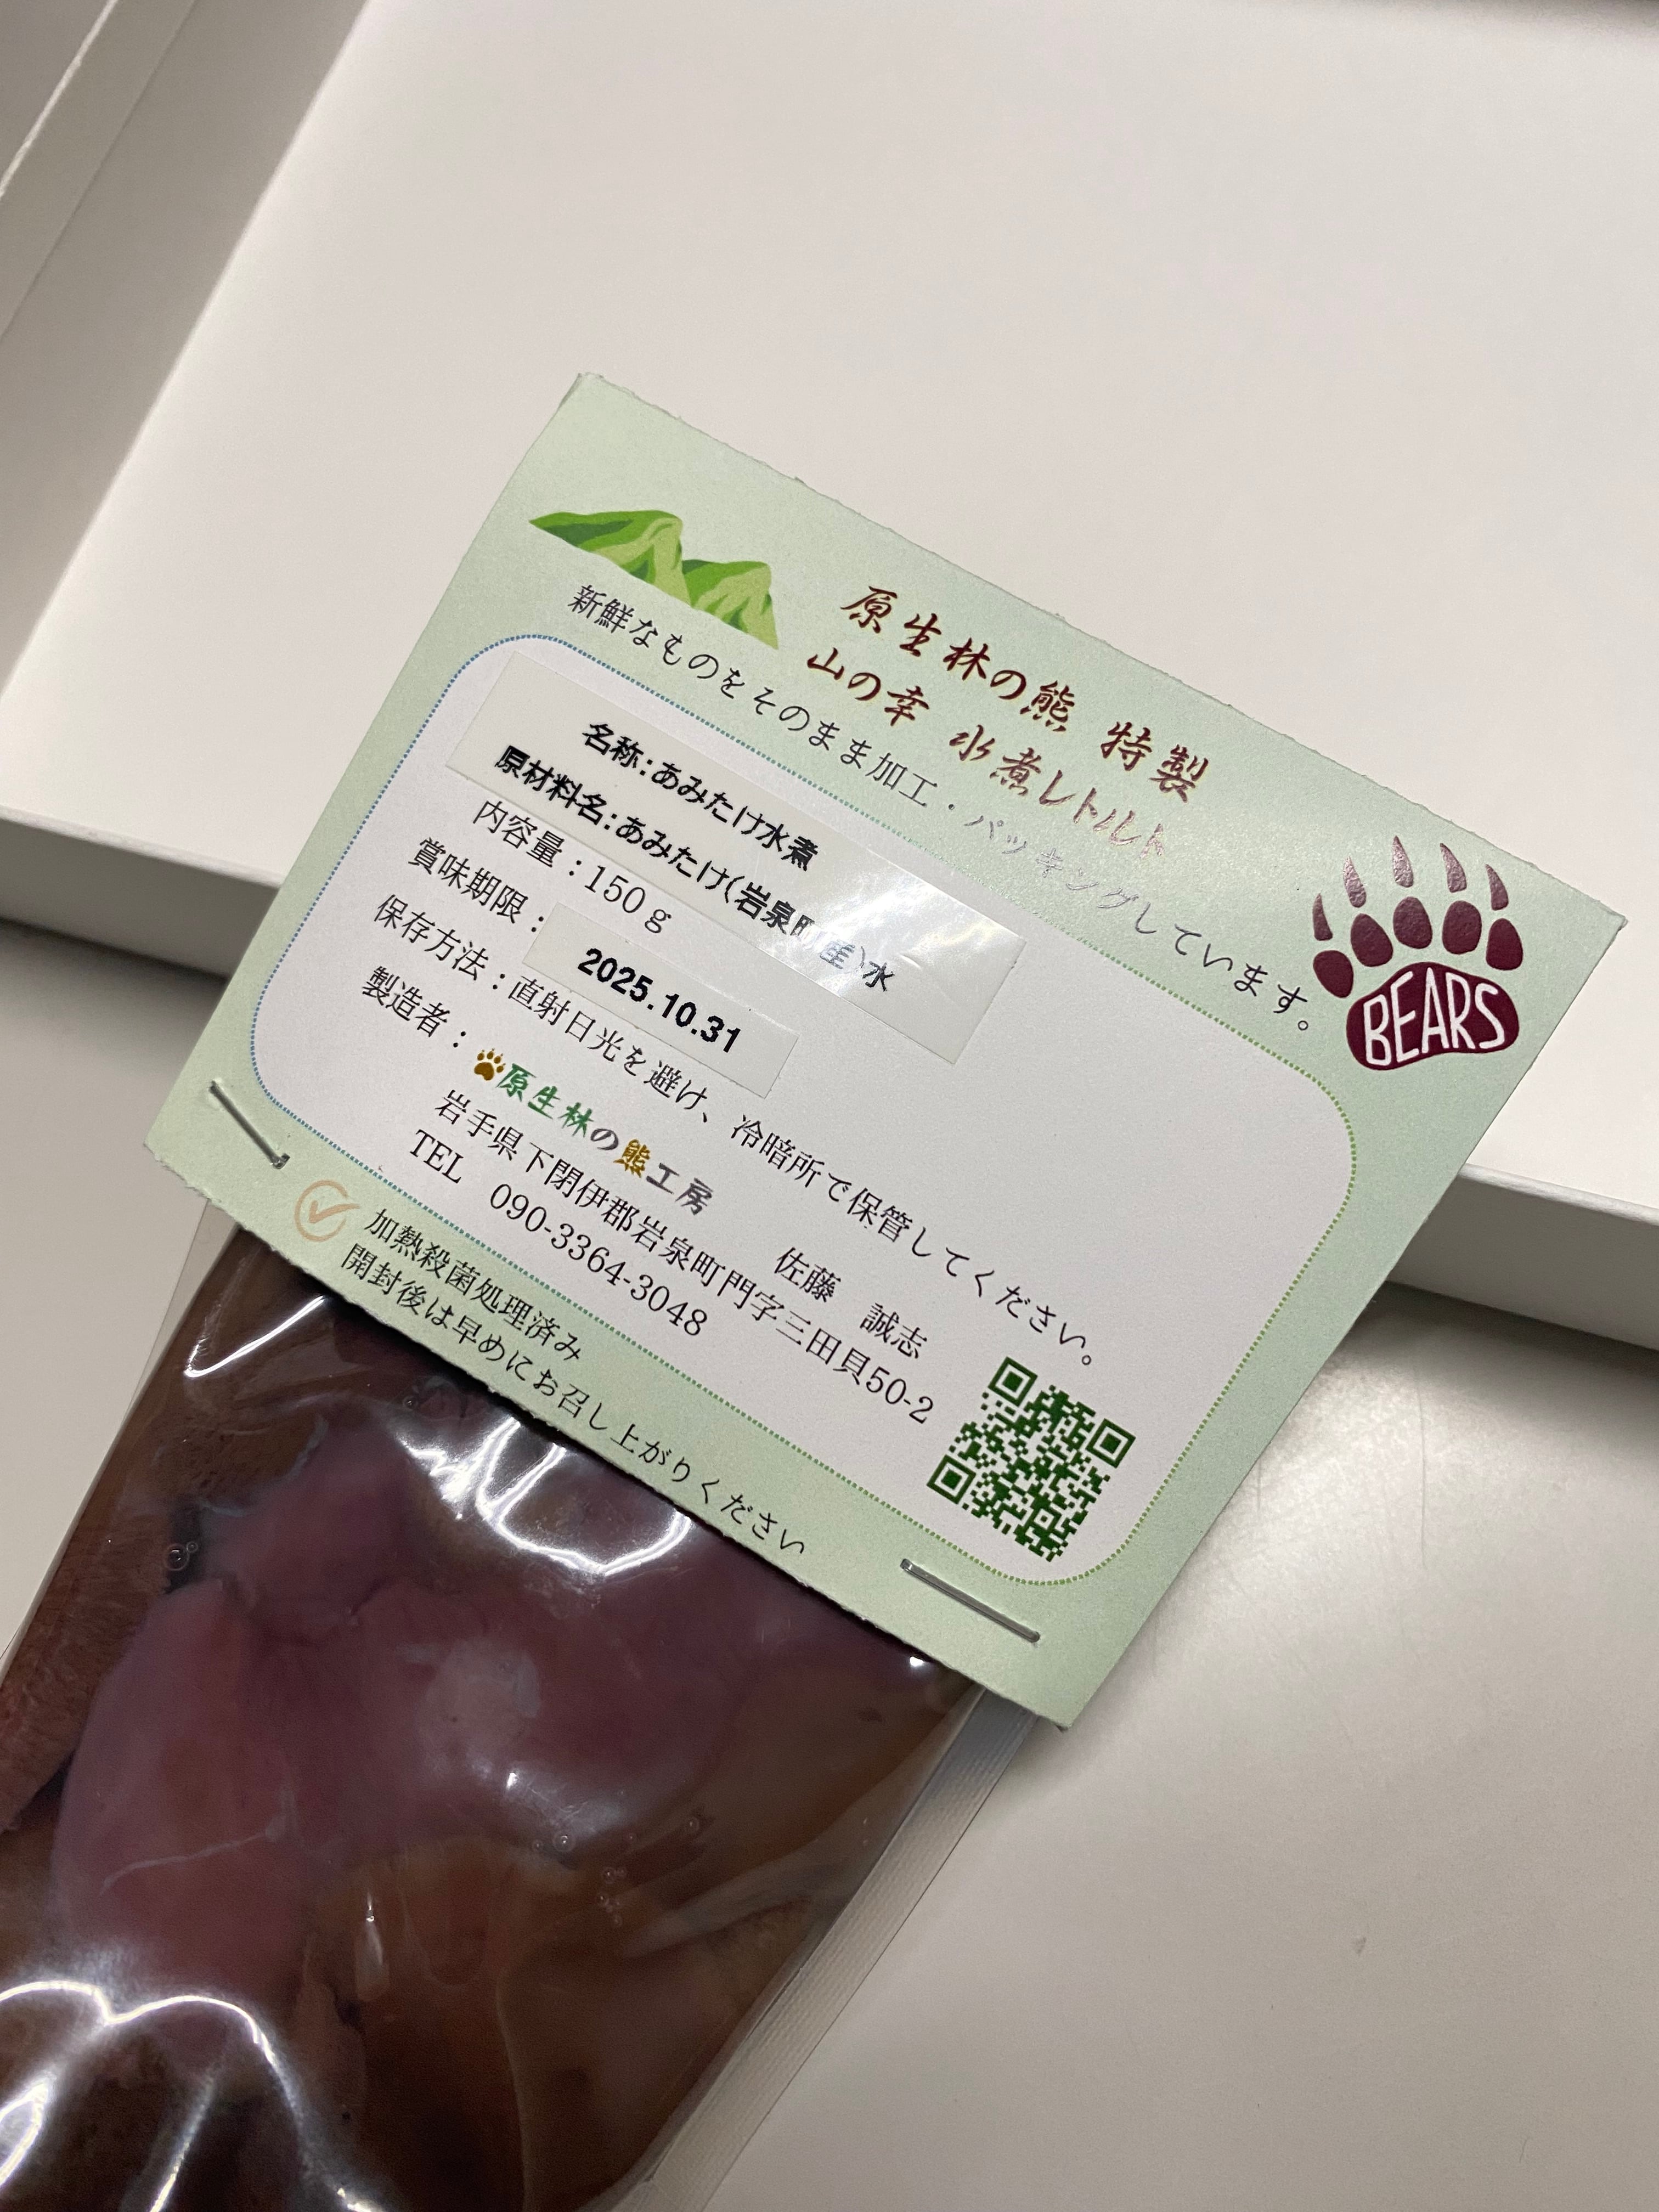 原生林の熊 特製
山の幸 水煮レトルト
新鮮なものをそのまま加工・パッキングしています。
BEARS
名称:あみたけ水煮
原材料名:あみたけ(岩泉町産)水
内容量:150g
賞味期限:2025.10.31
保存方法:直射日光を避け、冷暗所で保管してください。
製造者:原生林の熊工房 佐藤 誠志
岩手県下閉伊郡岩泉町門字三田貝50-2
TEL 090-3364-3048
加熱殺菌処理済み
開封後は早めにお召し上がりください